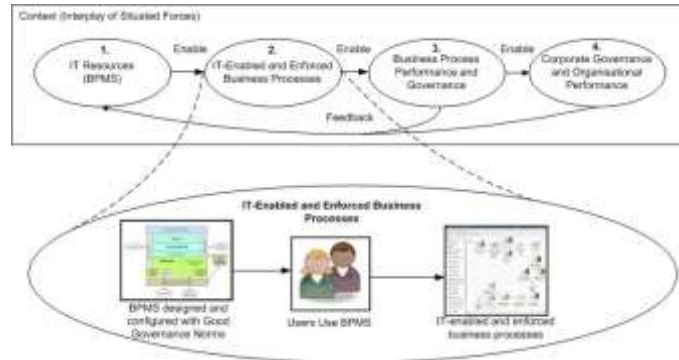 Context (Interplay of Situated Forces)
1.
IT Resources
(BPMS)
Enable
2.
IT-Enabled and Enforced
Business Processes
Enable
3.
Business Process
Performance and
Governance
Enable
4.
Corporate Governance
and Organisational
Performance
Feedback
IT-Enabled and Enforced Business
Processes
BPMS designed and
configured with Good
Governance Norms
Users Use BPMS
IT-enabled and enforced
business processes